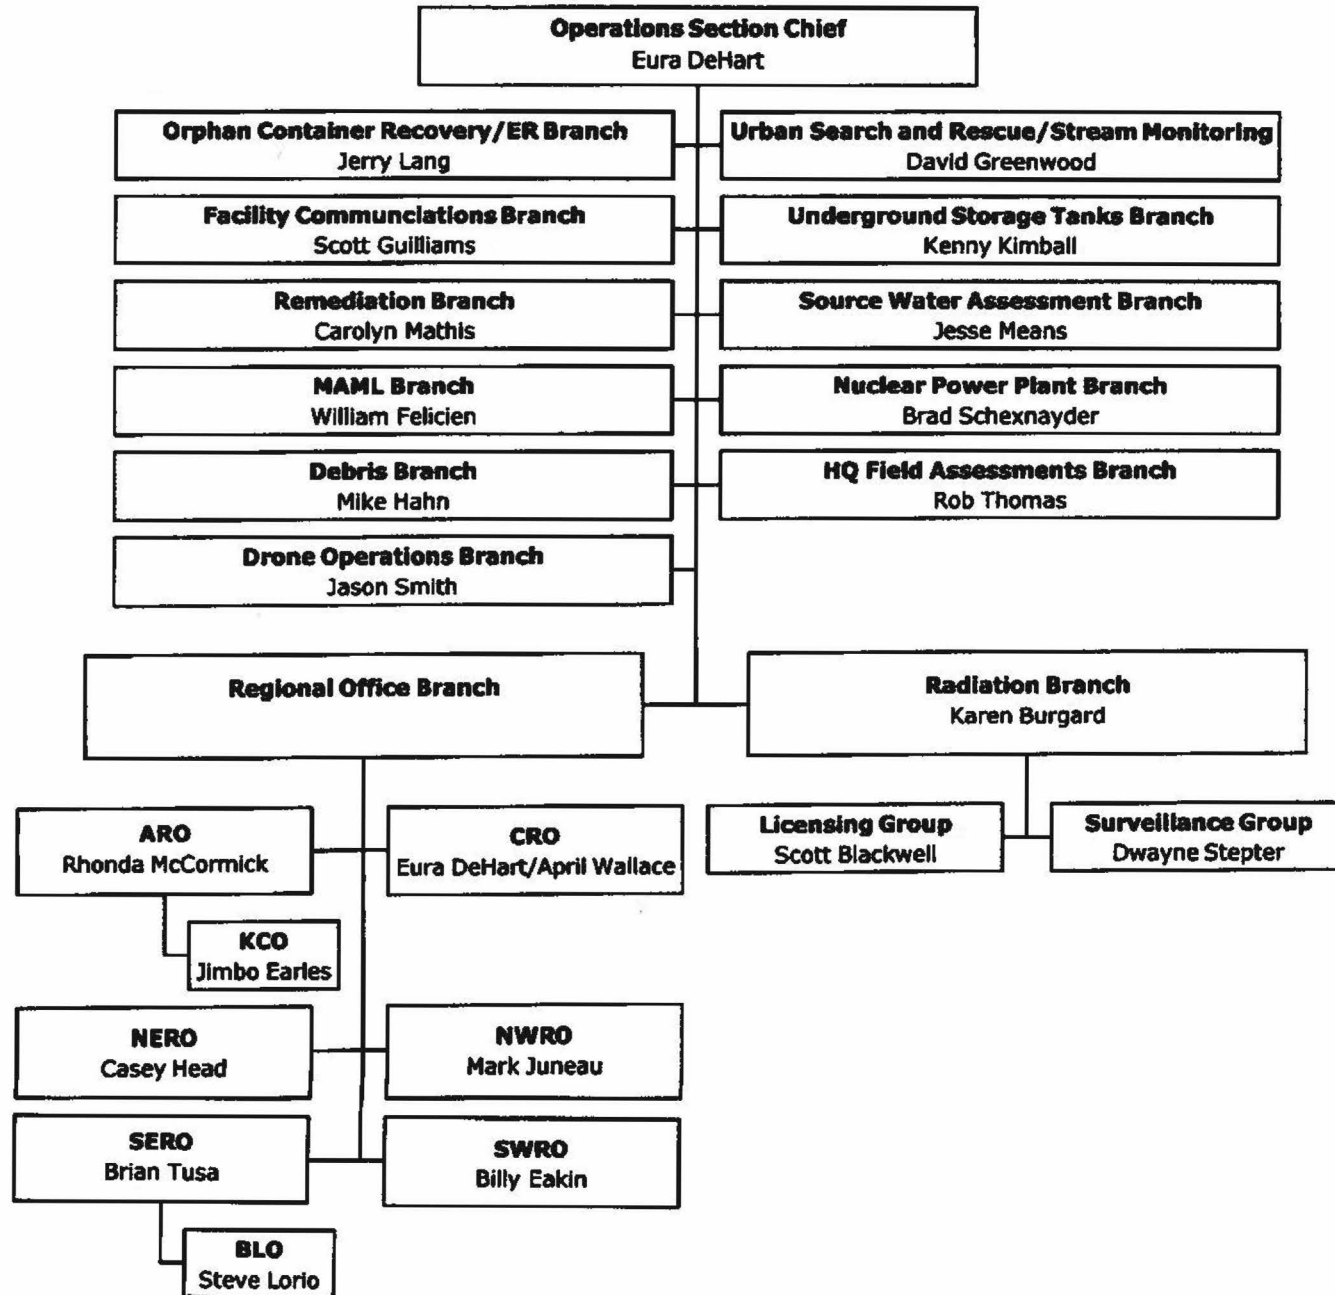 Operations Section Chief
Eura DeHart
Orphan Container Recovery/ER Branch
Jerry Lang
Urban Search and Rescue/Stream Monitoring
David Greenwood
Facility Communciations Branch
Scott Guilliams
Underground Storage Tanks Branch
Kenny Kimball
Remediation Branch
Carolyn Mathis
Source Water Assessment Branch
Jesse Means
MAML Branch
William Felicien
Nuclear Power Plant Branch
Brad Schexnayder
Debris Branch
Mike Hahn
HQ Field Assessments Branch
Rob Thomas
Drone Operations Branch
Jason Smith
Regional Office Branch
Radiation Branch
Karen Burgard
ARO
Rhonda McCormick
CRO
Eura DeHart/April Wallace
Licensing Group
Scott Blackwell
Surveillance Group
Dwayne Stepter
KCO
Jimbo Earles
NERO
Casey Head
NWRO
Mark Juneau
SERO
Brian Tusa
SWRO
Billy Eakin
BLO
Steve Lorio